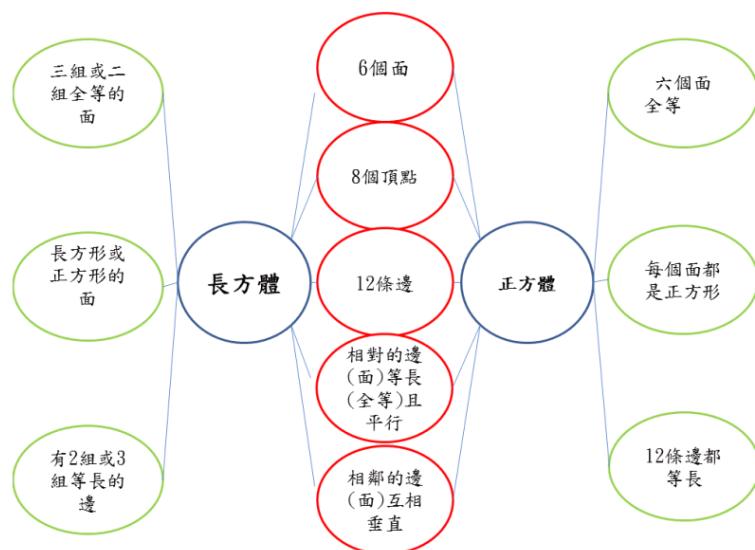 三組或二
組全等的
面
長方形或
正方形的
面
有2組或3
組等長的
邊
長方體
6個面
8個頂點
12條邊
相對的邊
(面)等長
(全等)且
平行
相鄰的邊
(面)互相
垂直
正方體
六個面
全等
每個面都
是正方形
12條邊都
等長